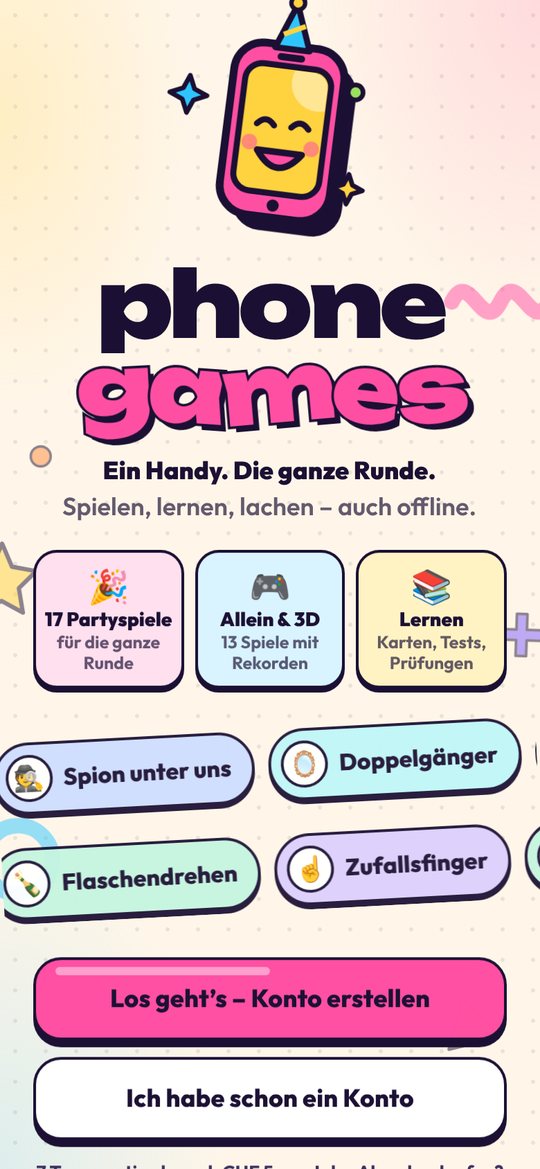 phone
games
Ein Handy. Die ganze Runde.
Spielen, lernen, lachen – auch offline.
17 Partyspiele
für die ganze
Runde
Allein & 3D
13 Spiele mit
Rekorden
Lernen
Karten, Tests,
Prüfungen
Spion unter uns
Doppelgänger
Flaschendrehen
Zufallsfinger
Los geht's – Konto erstellen
Ich habe schon ein Konto